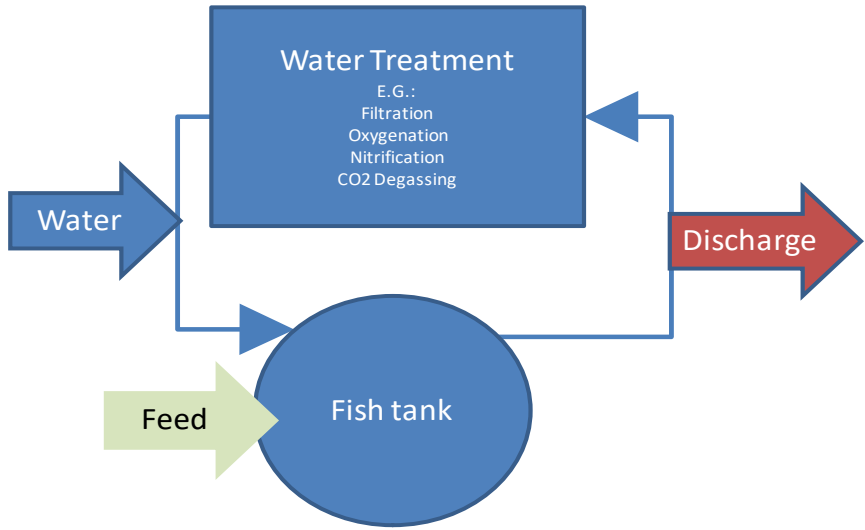 Water Treatment
E.G.:
Filtration
Oxygenation
Nitrification
CO2 Degassing
Water
Discharge
Feed
Fish tank